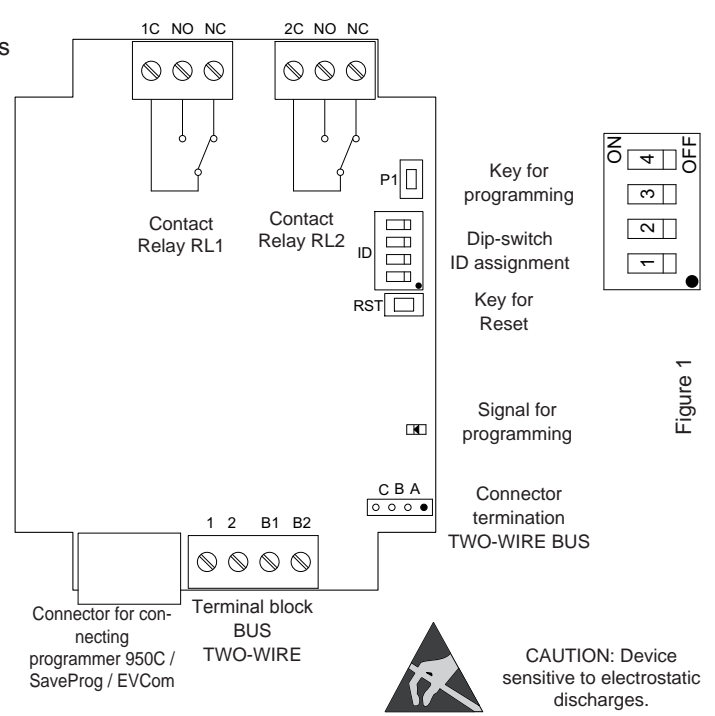 s
1C NO NC
2C NO NC
P1
Key for
programming
ON
OFF
4
3
2
1
Contact
Relay RL1
Contact
Relay RL2
ID
Dip-switch
ID assignment
RST
Key for
Reset
Figure 1
Signal for
programming
C B A
Connector
termination
TWO-WIRE BUS
1 2 B1 B2
Connector for con-
necting
programmer 950C /
SaveProg / EVCom
Terminal block
BUS
TWO-WIRE
CAUTION: Device
sensitive to electrostatic
discharges.